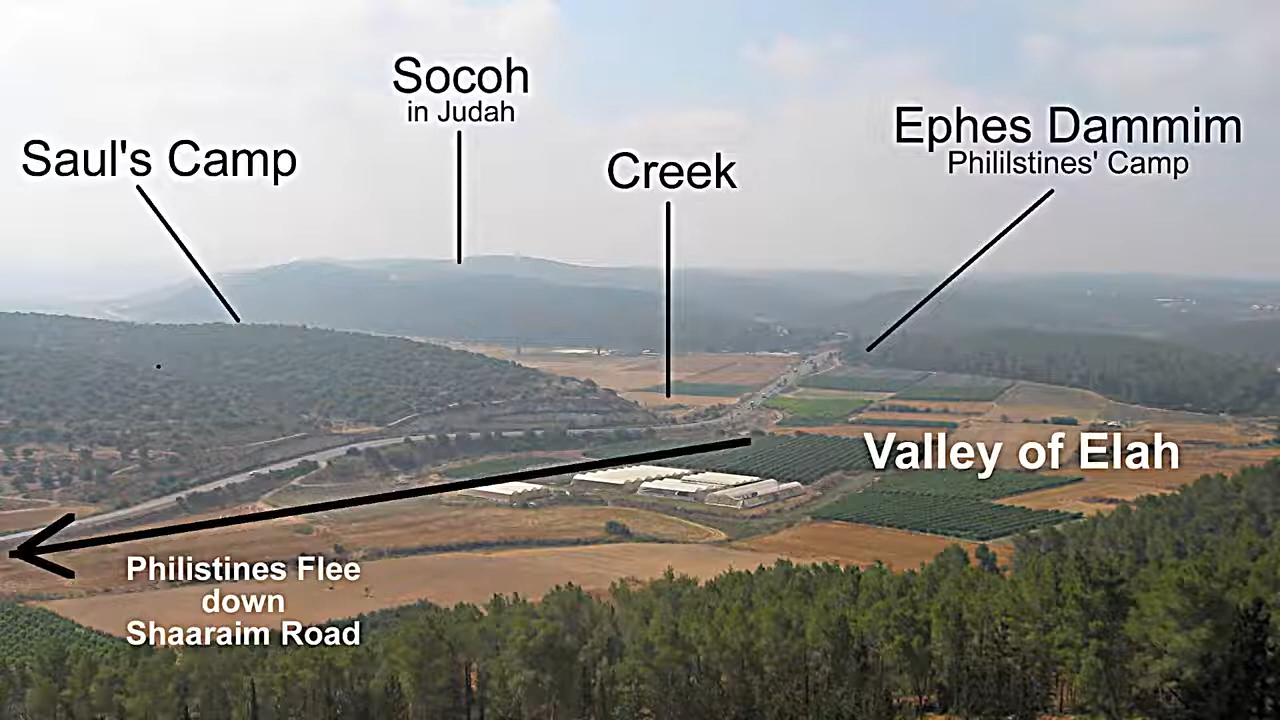 Socoh
in Judah
Saul's Camp
Creek
Ephes Dammim
Phililstines' Camp
Valley of Elah
Philistines Flee
down
Shaaraim Road